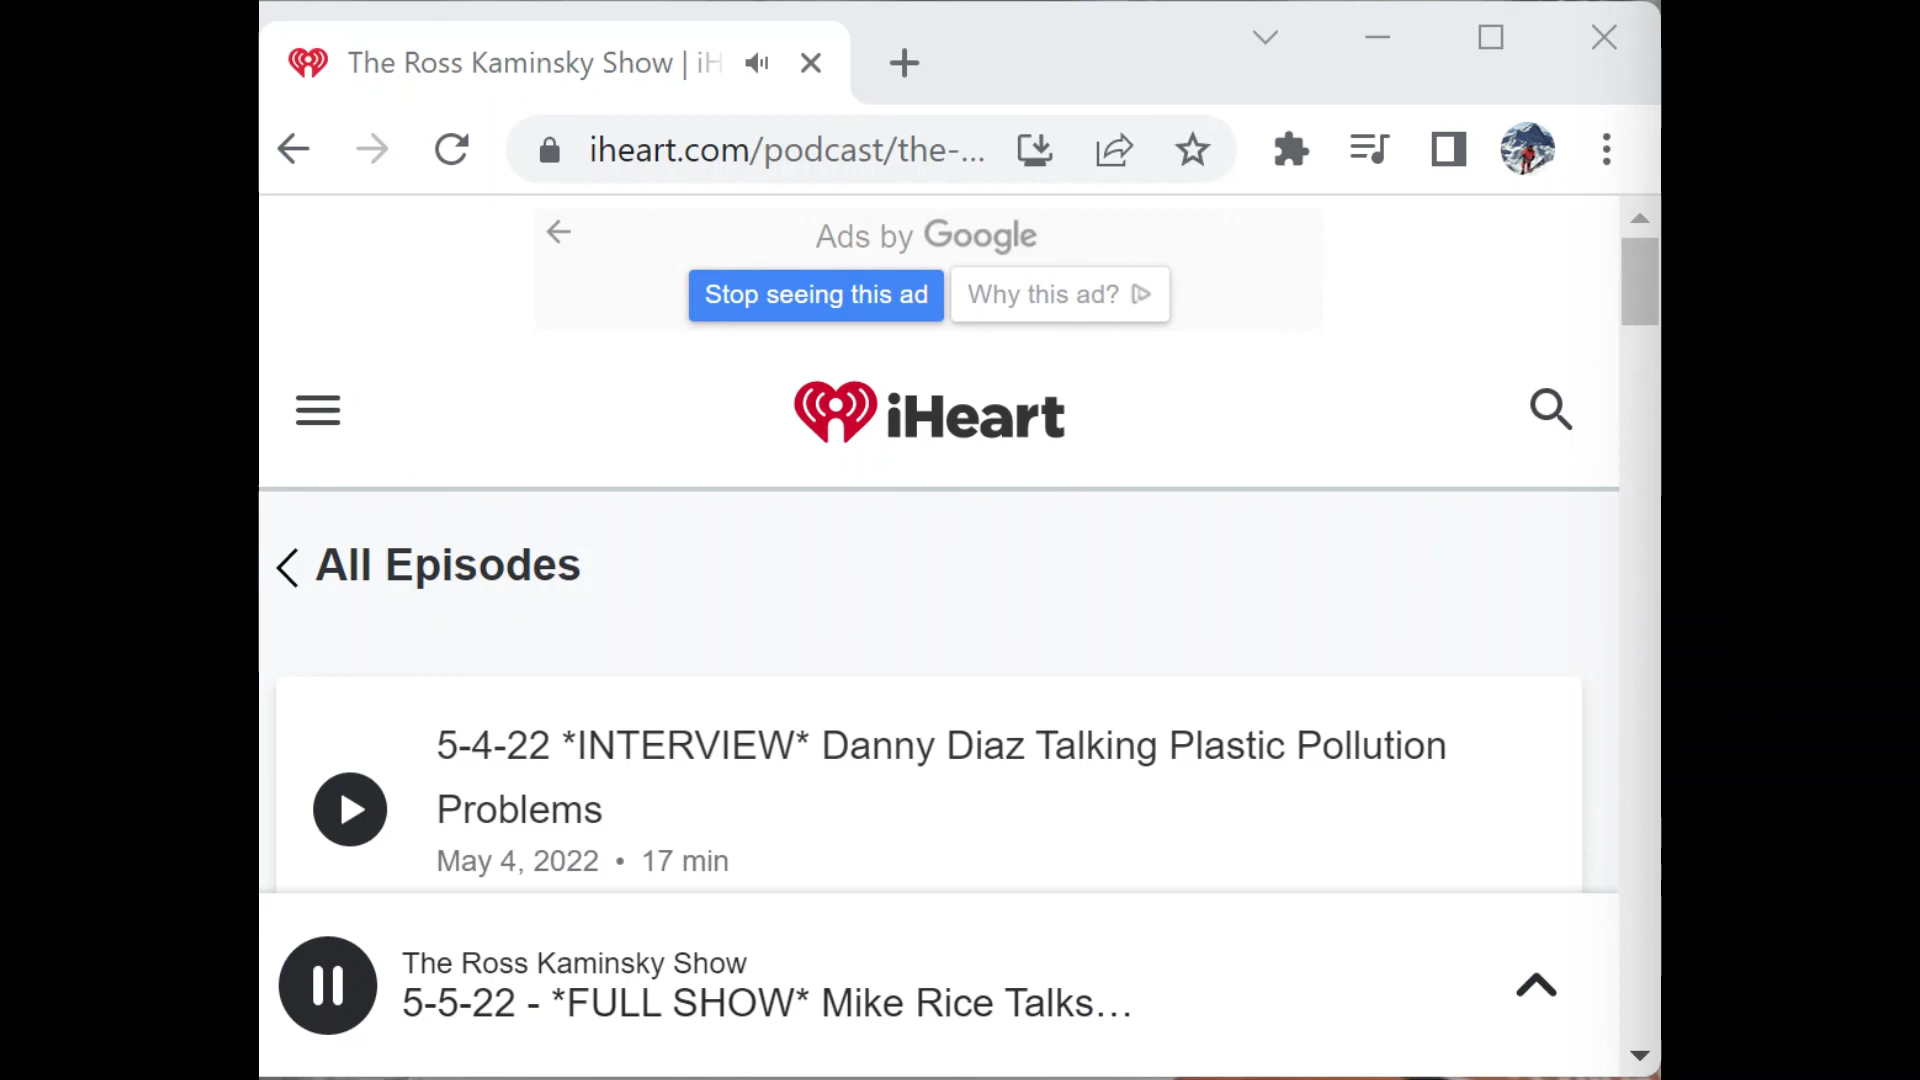 The Ross Kaminsky Show | iH
iheart.com/podcast/the-...
Ads by Google
Stop seeing this ad
Why this ad?
iHeart
All Episodes
5-4-22 *INTERVIEW* Danny Diaz Talking Plastic Pollution
Problems
May 4, 2022 • 17 min
The Ross Kaminsky Show
5-5-22 - *FULL SHOW* Mike Rice Talks...